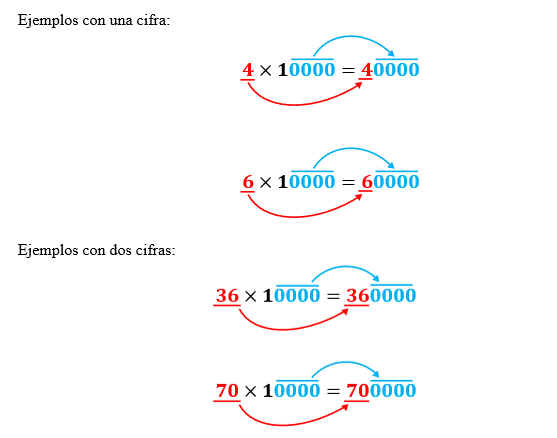 Ejemplos con una cifra:
4 × 10000 = 40000
6 × 10000 = 60000
Ejemplos con dos cifras:
36 × 10000 = 360000
70 × 10000 = 700000